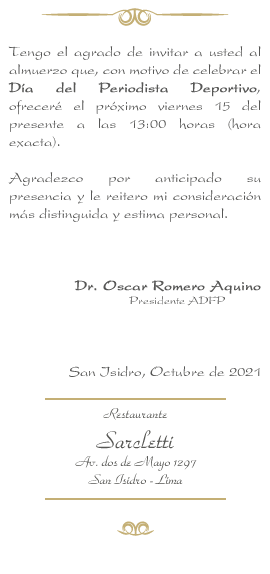 Tengo el agrado de invitar a usted al
almuerzo que, con motivo de celebrar el
Día del Periodista Deportivo,
ofreceré el próximo viernes 15 del
presente a las 13:00 horas (hora
exacta).
Agradezco por anticipado su
presencia y le reitero mi consideración
más distinguida y estima personal.
Dr. Oscar Romero Aquino
Presidente ADFP
San Isidro, Octubre de 2021
Restaurante
Sarcletti
Av. dos de Mayo 1297
San Isidro - Lima